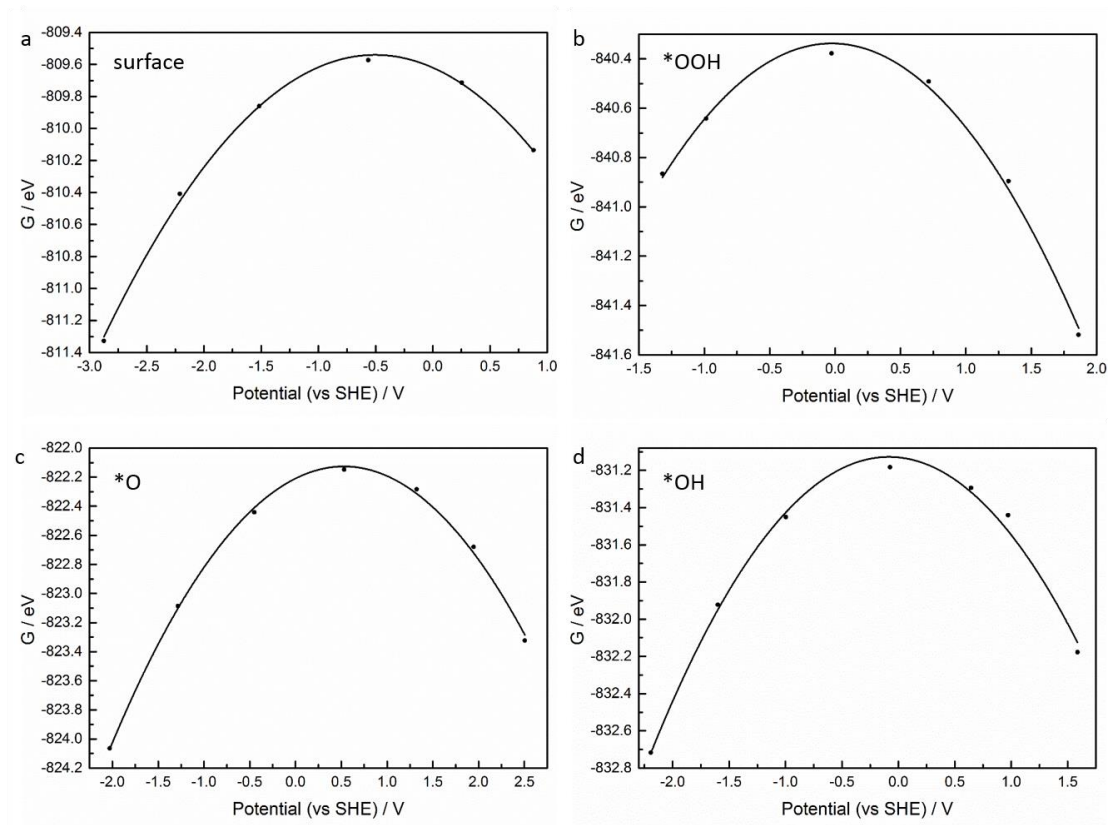 a
surface
G / eV
-809.4
-809.6
-809.8
-810.0
-810.2
-810.4
-810.6
-810.8
-811.0
-811.2
-811.4
-3.0 -2.5 -2.0 -1.5 -1.0 -0.5 0.0 0.5 1.0
Potential (vs SHE) / V
b
*OOH
G / eV
-840.4
-840.6
-840.8
-841.0
-841.2
-841.4
-841.6
-1.5 -1.0 -0.5 0.0 0.5 1.0 1.5 2.0
Potential (vs SHE) / V
c
*O
G / eV
-822.0
-822.2
-822.4
-822.6
-822.8
-823.0
-823.2
-823.4
-823.6
-823.8
-824.0
-824.2
-2.0 -1.5 -1.0 -0.5 0.0 0.5 1.0 1.5 2.0 2.5
Potential (vs SHE) / V
d
*OH
G / eV
-831.2
-831.4
-831.6
-831.8
-832.0
-832.2
-832.4
-832.6
-832.8
-2.0 -1.5 -1.0 -0.5 0.0 0.5 1.0 1.5
Potential (vs SHE) / V